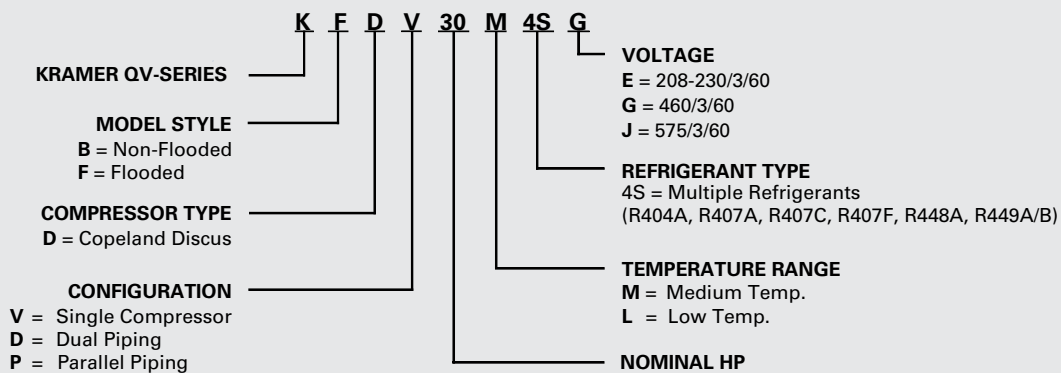 K F D V 30 M 4S G
KRAMER QV-SERIES
MODEL STYLE
B = Non-Flooded
F = Flooded
COMPRESSOR TYPE
D = Copeland Discus
CONFIGURATION
V = Single Compressor
D = Dual Piping
P = Parallel Piping
VOLTAGE
E = 208-230/3/60
G = 460/3/60
J = 575/3/60
REFRIGERANT TYPE
4S = Multiple Refrigerants
(R404A, R407A, R407C, R407F, R448A, R449A/B)
TEMPERATURE RANGE
M = Medium Temp.
L = Low Temp.
NOMINAL HP